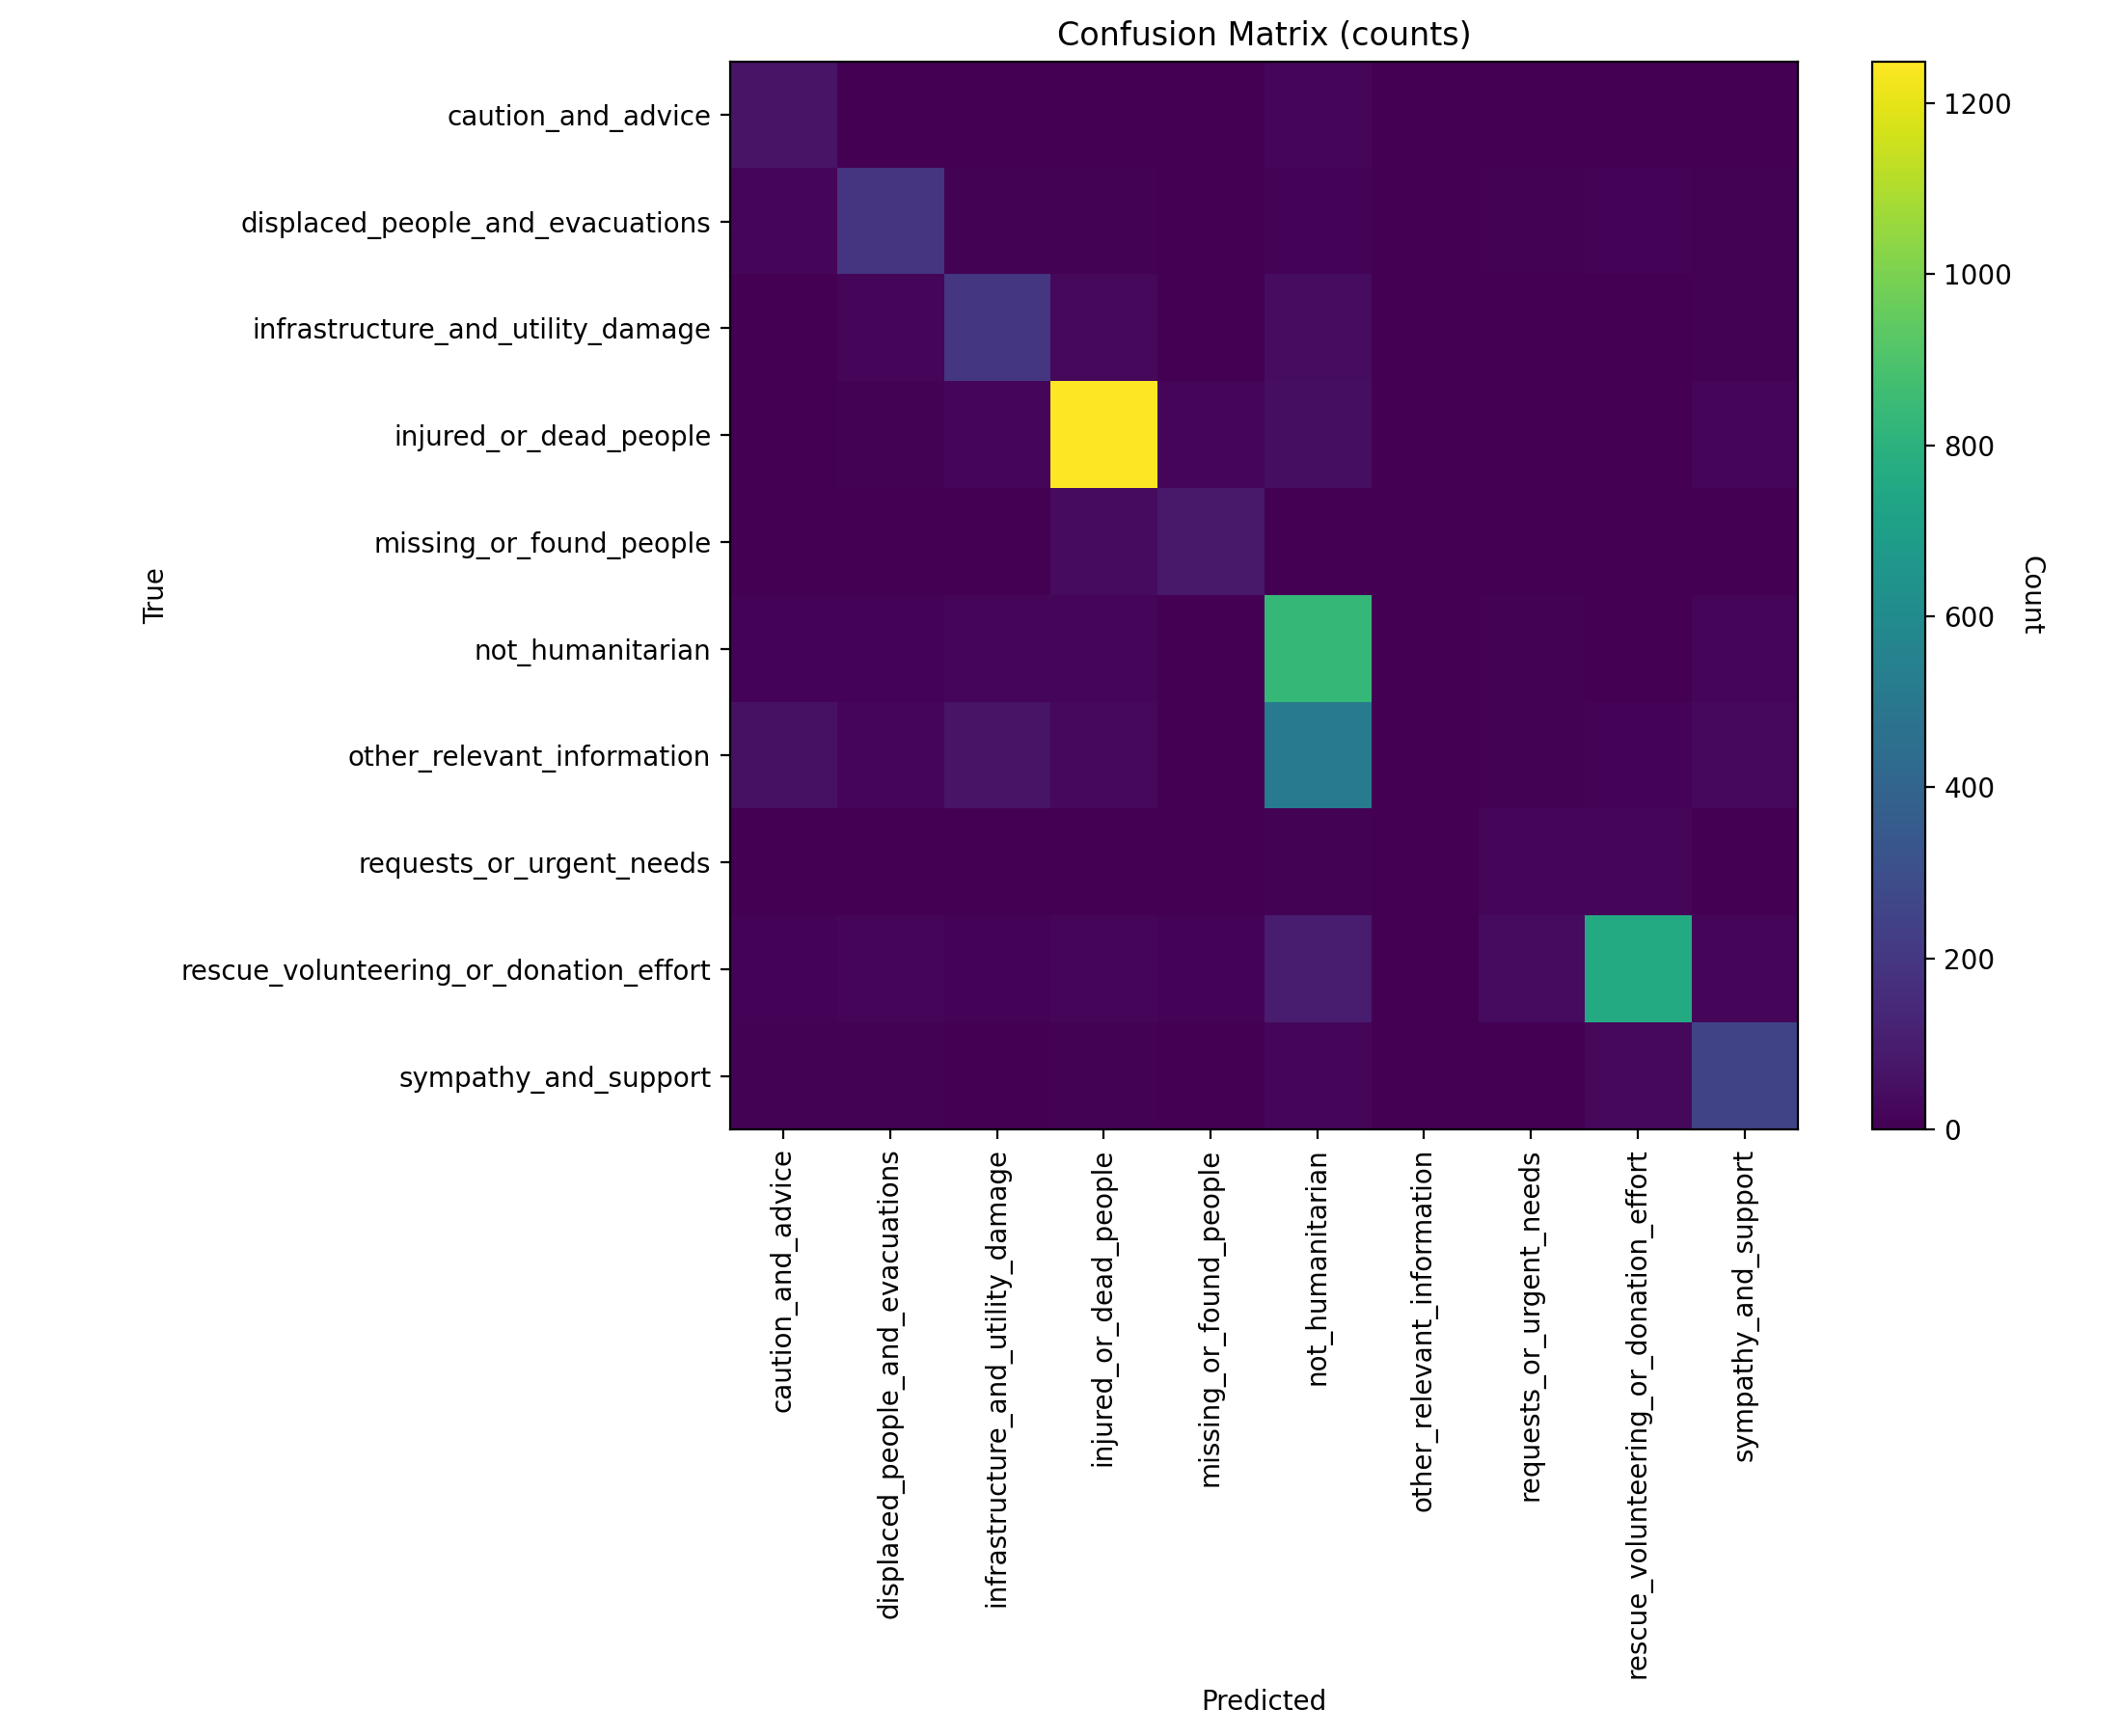 Confusion Matrix (counts)
True
caution_and_advice
displaced_people_and_evacuations
infrastructure_and_utility_damage
injured_or_dead_people
missing_or_found_people
not_humanitarian
other_relevant_information
requests_or_urgent_needs
rescue_volunteering_or_donation_effort
sympathy_and_support
caution_and_advice
displaced_people_and_evacuations
infrastructure_and_utility_damage
injured_or_dead_people
missing_or_found_people
not_humanitarian
other_relevant_information
requests_or_urgent_needs
rescue_volunteering_or_donation_effort
sympathy_and_support
Predicted
1200
1000
800
600
400
200
0
Count